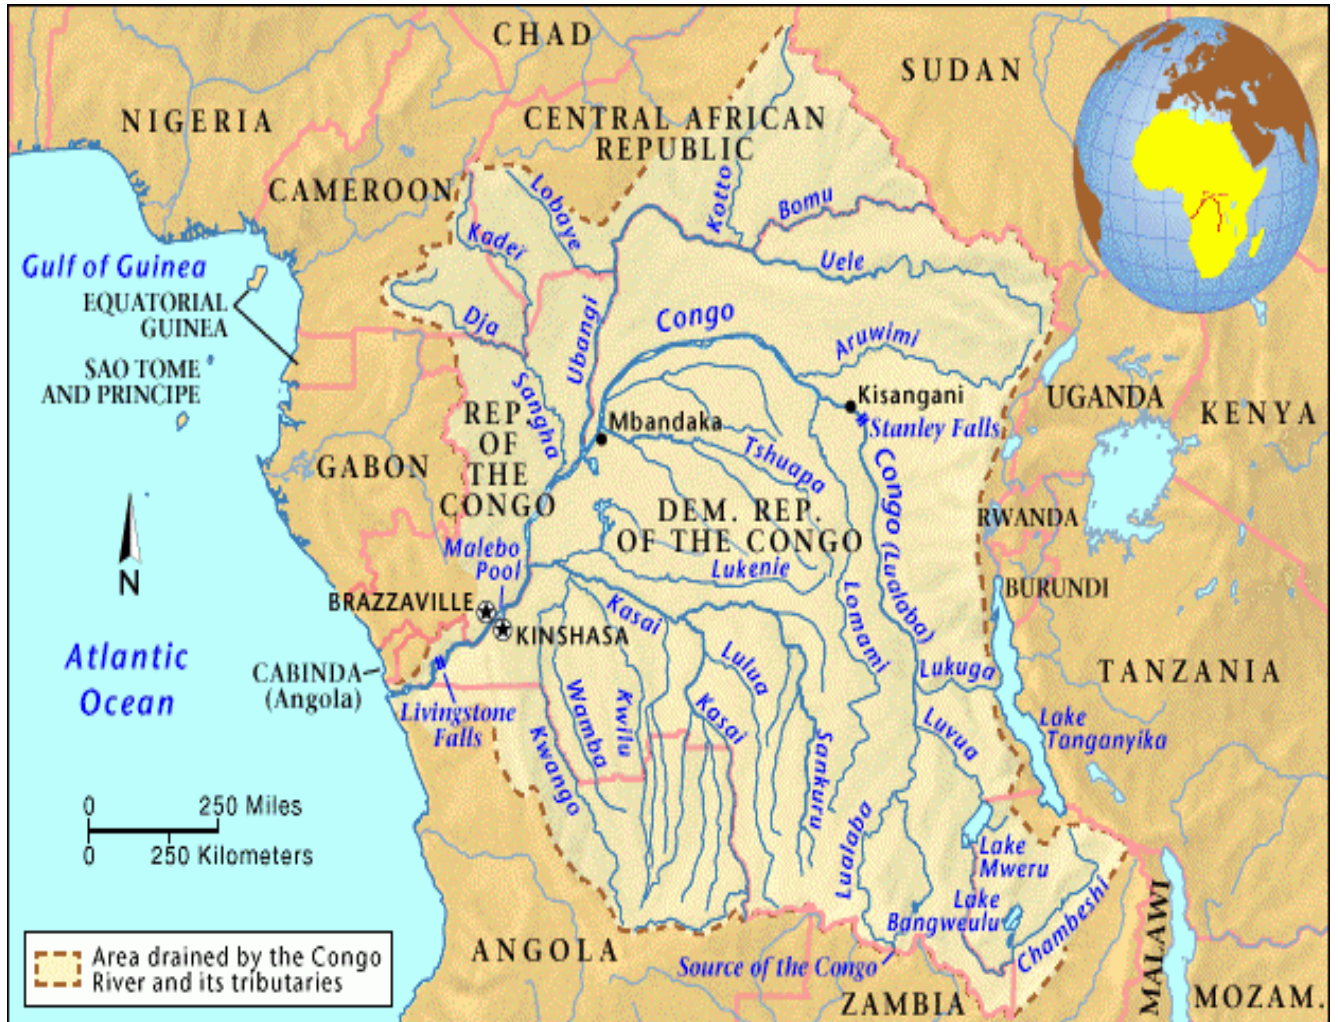 CHAD
SUDAN
NIGERIA
CENTRAL AFRICAN
REPUBLIC
CAMEROON
Lobaye
Kotto
Bomu
Kadeï
Uele
Gulf of Guinea
EQUATORIAL
GUINEA
Dja
Ubangi
Congo
Aruwimi
SAO TOME
AND PRINCIPE
Sangha
Kisangani
Stanley Falls
UGANDA
KENYA
REP.
OF
THE
CONGO
Mbandaka
Tshuapa
GABON
Congo (Lualaba)
DEM. REP.
OF THE CONGO
RWANDA
Malebo
Pool
Lukenie
BURUNDI
N
BRAZZAVILLE
KINSHASA
Kasai
Lomami
Atlantic
Ocean
CABINDA
(Angola)
Lulua
Lukuga
TANZANIA
Livingstone
Falls
Wamba
Kwilu
Kasai
Kwango
Sankuru
Luvua
Lake
Tanganyika
0 250 Miles
0 250 Kilometers
Lualaba
Lake
Mweru
Lake
Bangweulu
Chambeshi
MALAWI
Area drained by the Congo
River and its tributaries
ANGOLA
Source of the Congo
ZAMBIA
MOZAM.